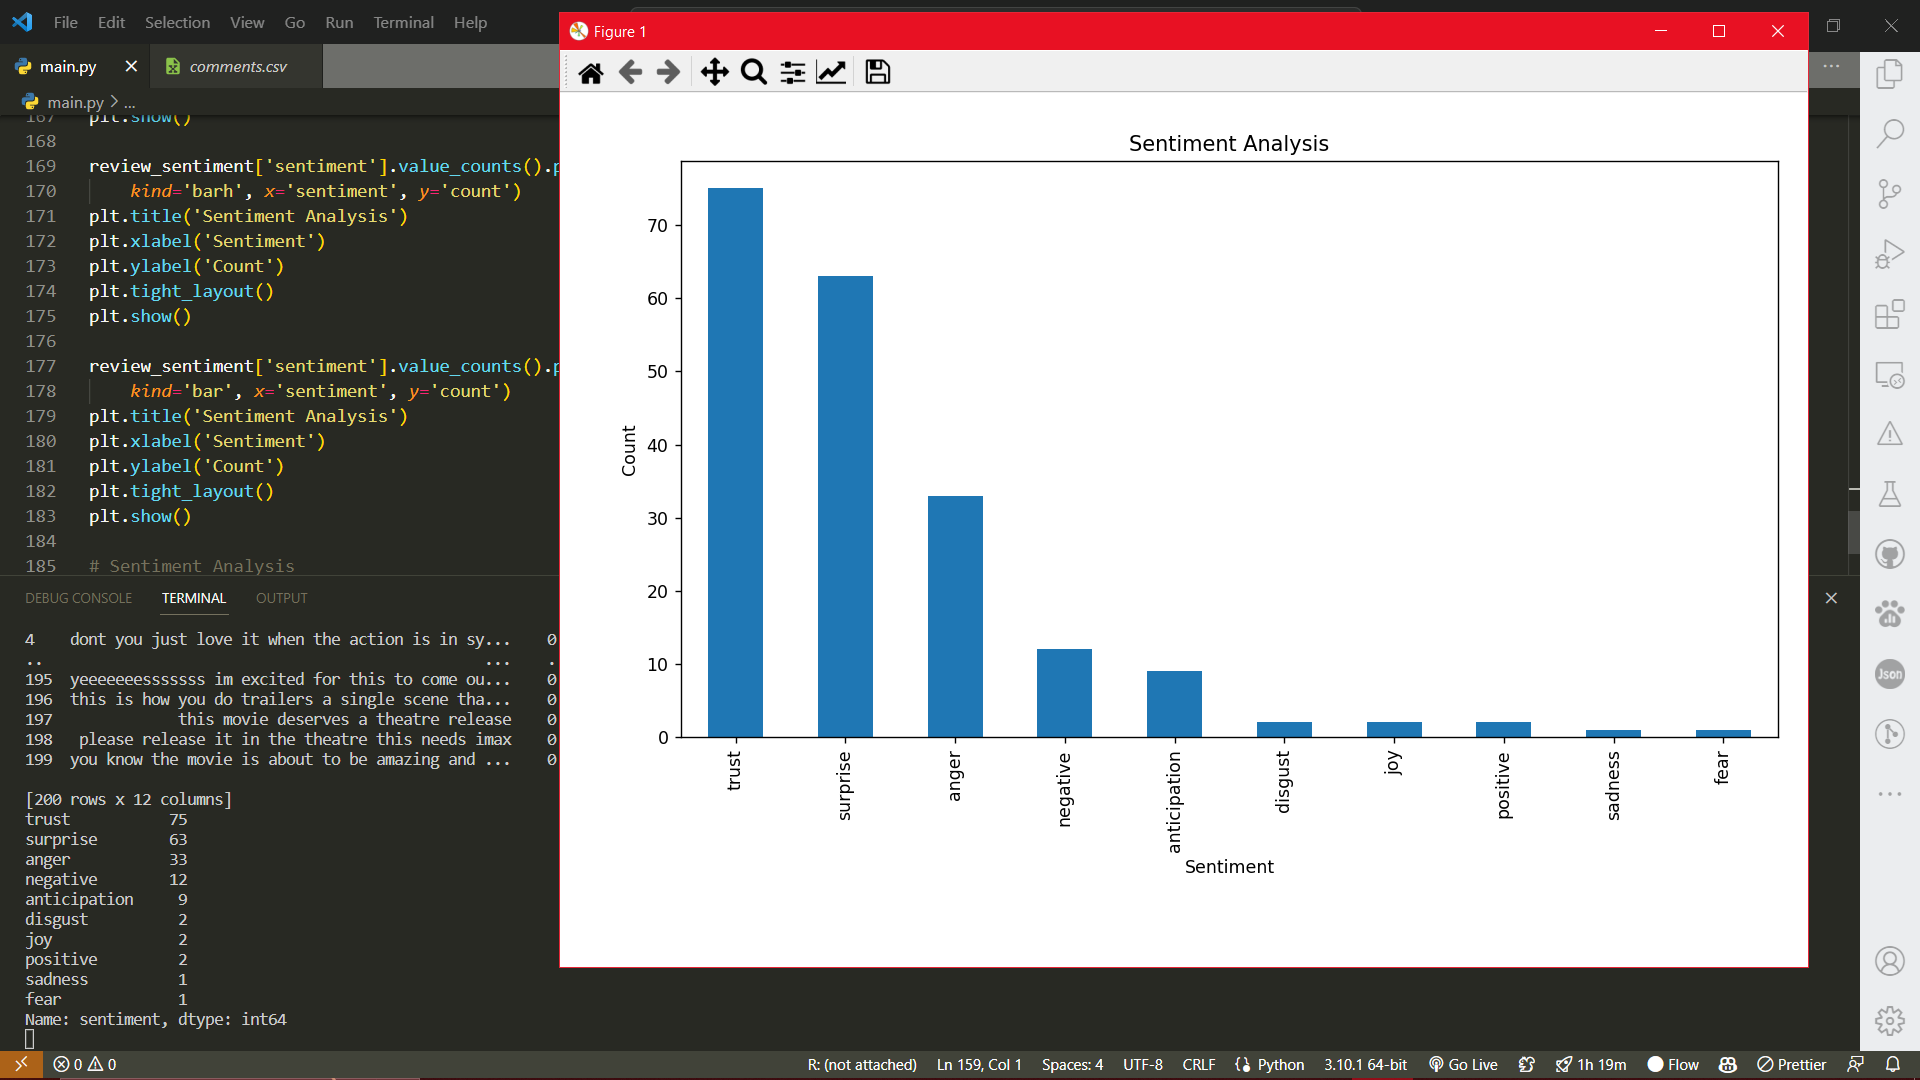 File Edit Selection View Go Run Terminal Help
Figure 1
main.py
comments.csv
main.py > ...
167 plt.show()
168
169 review_sentiment['sentiment'].value_counts().p
170 kind='barh', x='sentiment', y='count')
171 plt.title('Sentiment Analysis')
172 plt.xlabel('Sentiment')
173 plt.ylabel('Count')
174 plt.tight_layout()
175 plt.show()
176
177 review_sentiment['sentiment'].value_counts().p
178 kind='bar', x='sentiment', y='count')
179 plt.title('Sentiment Analysis')
180 plt.xlabel('Sentiment')
181 plt.ylabel('Count')
182 plt.tight_layout()
183 plt.show()
184
185 # Sentiment Analysis
DEBUG CONSOLE TERMINAL OUTPUT
4 dont you just love it when the action is in sy... 0
.. ... .
195 yeeeeeeesssssss im excited for this to come ou... 0
196 this is how you do trailers a single scene tha... 0
197 this movie deserves a theatre release 0
198 please release it in the theatre this needs imax 0
199 you know the movie is about to be amazing and ... 0
[200 rows x 12 columns]
trust 75
surprise 63
anger 33
negative 12
anticipation 9
disgust 2
joy 2
positive 2
sadness 1
fear 1
Name: sentiment, dtype: int64
Sentiment Analysis
Count
70
60
50
40
30
20
10
0
trust
surprise
anger
negative
anticipation
disgust
joy
positive
sadness
fear
Sentiment
Json
0 0
R: (not attached) Ln 159, Col 1 Spaces: 4 UTF-8 CRLF Python 3.10.1 64-bit Go Live 1h 19m Flow Prettier